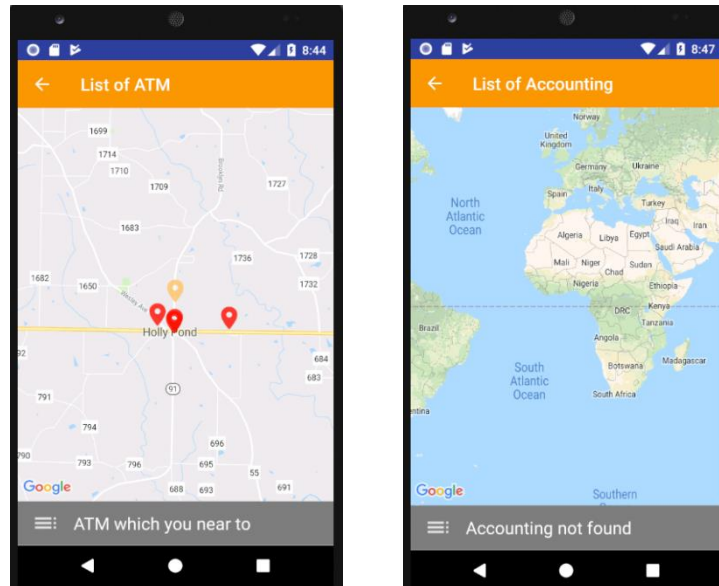 8:44
List of ATM
1699
1714
1710
1709
Brooklyn Rd
1727
1683
1736
1728
1682
1650
1732
Holly Pond
684
683
91
791
794
696
790
793
796
695
55
Google
688
693
691
ATM which you near to
8:47
List of Accounting
Norway
United
Kingdom
Germany
Ukraine
Spain
Italy
Turkey
North
Atlantic
Ocean
Iraq
Iran
Algeria
Libya
Egypt
Saudi Arabia
Mali
Niger
Chad
Sudan
Nigeria
Ethiopia
DRC
Kenya
Tanzania
Brazil
Angola
South
Atlantic
Ocean
Botswana
Madagascar
South Africa
ntina
Google
Southern
Accounting not found